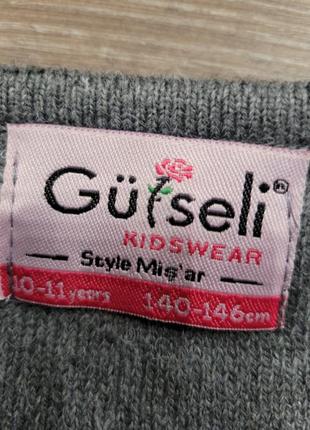 Gülseli®
KIDSWEAR
Style Mis'ar
10-11 years 140-146cm